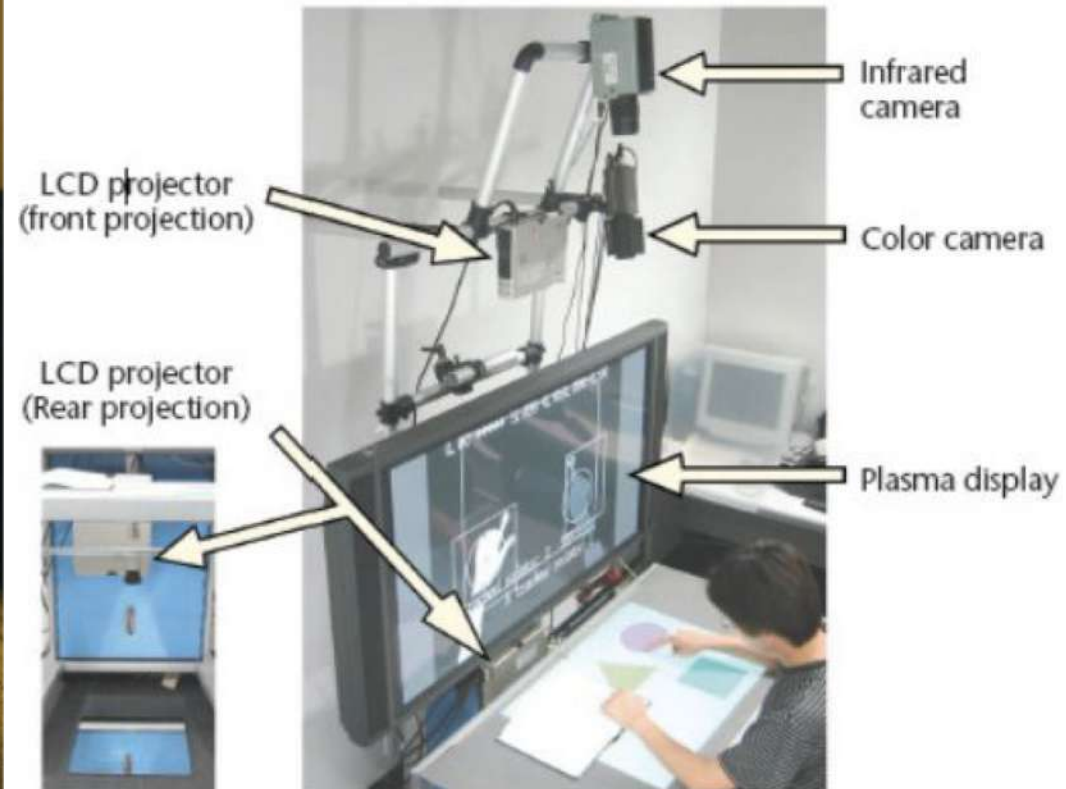 Infrared
camera
LCD projector
(front projection)
Color camera
LCD projector
(Rear projection)
Plasma display